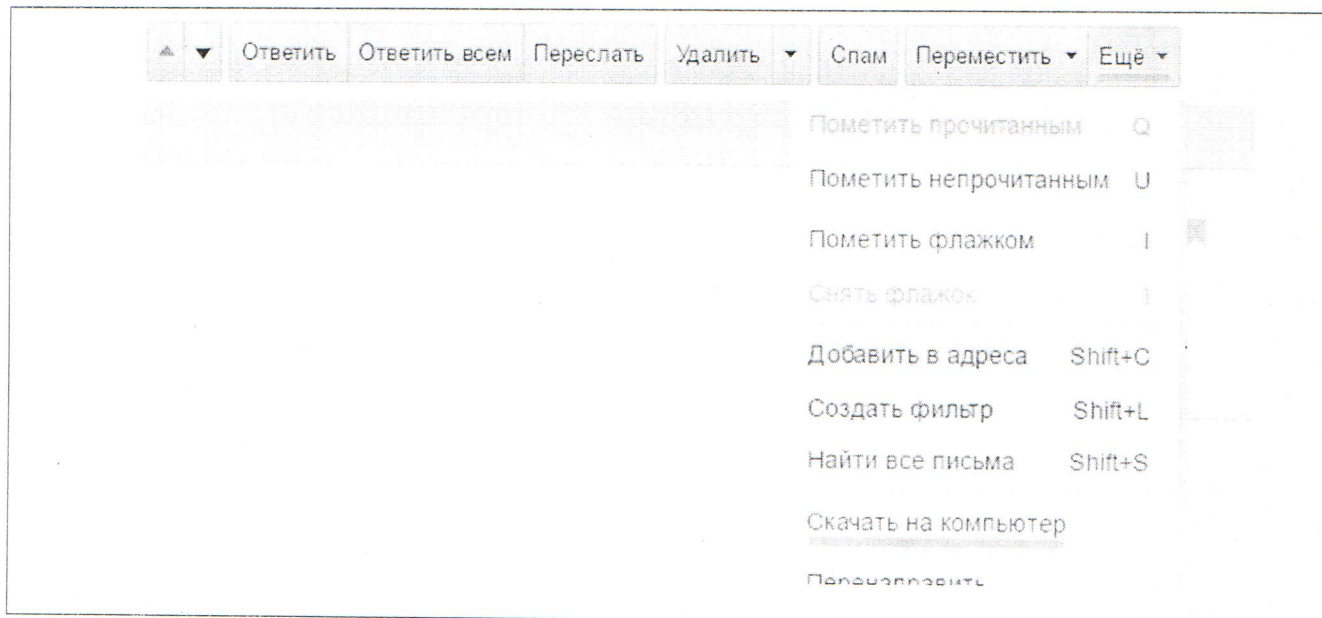 Ответить Ответить всем Переслать Удалить Спам Переместить Ещё
Пометить прочитанным Q
Пометить непрочитанным U
Пометить флажком I
Снять флажок I
Добавить в адреса Shift+C
Создать фильтр Shift+L
Найти все письма Shift+S
Скачать на компьютер
Перенаправить